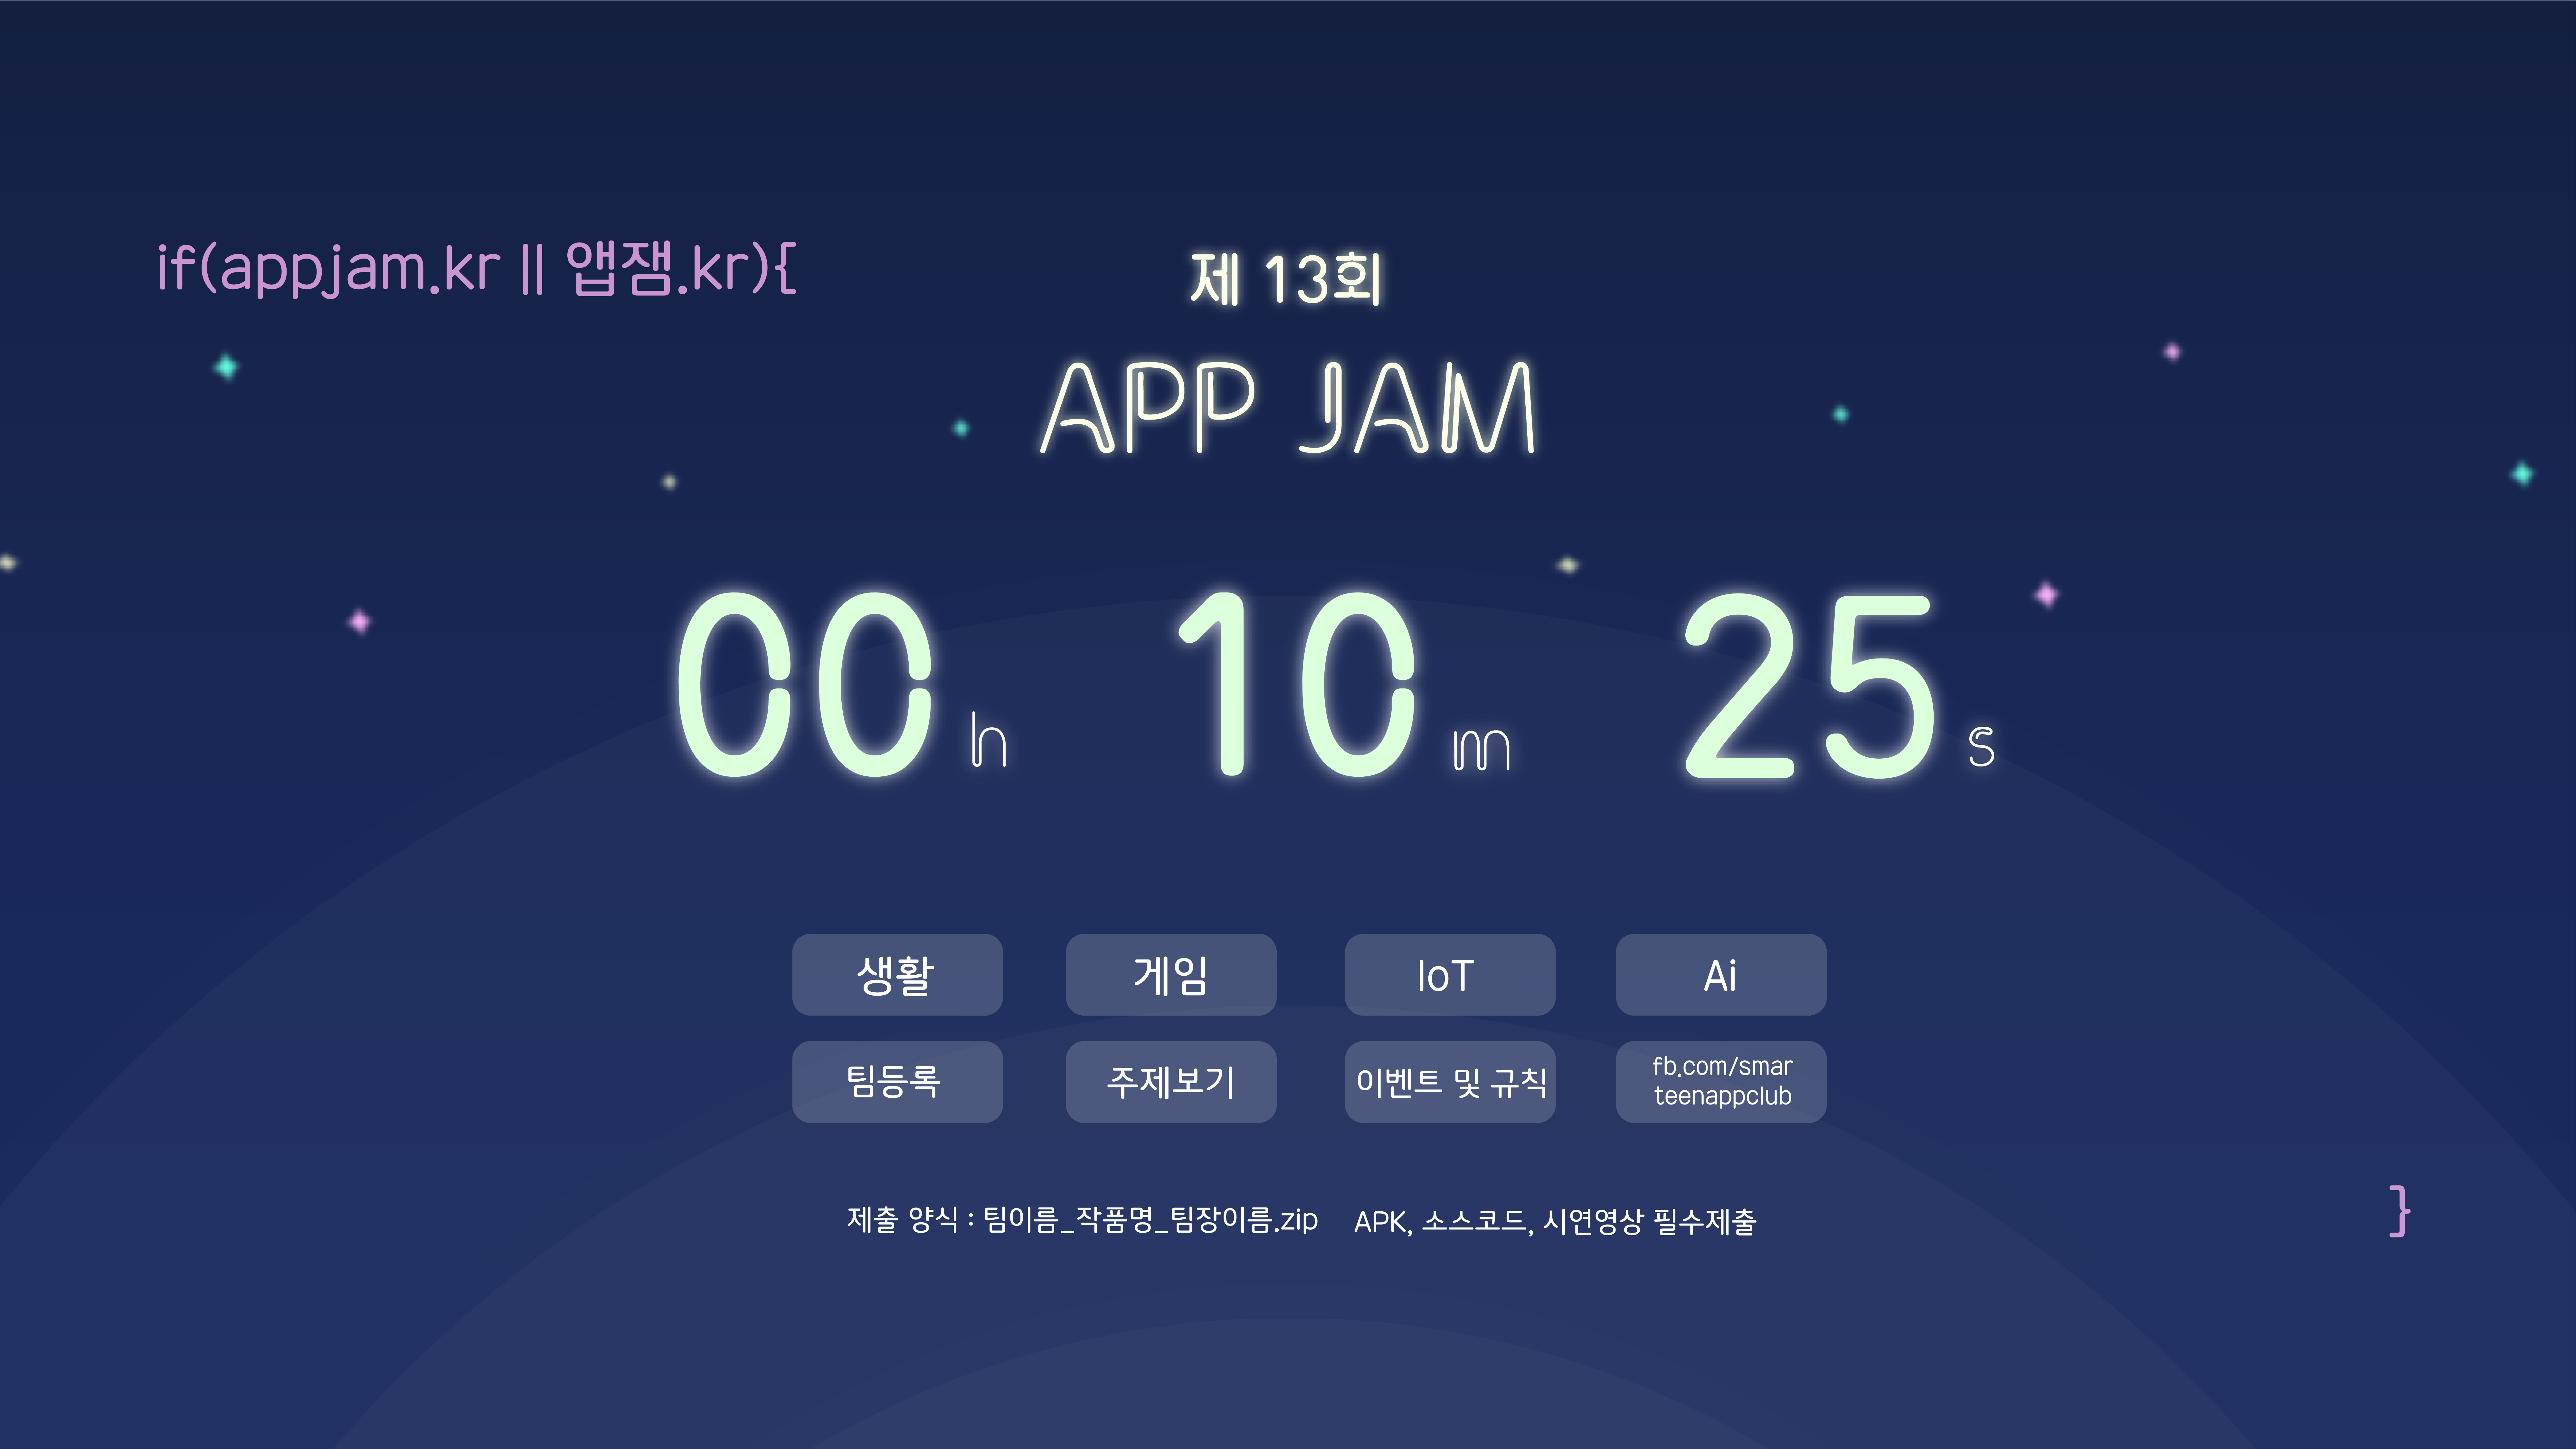 if(appjam.kr || 앱잼.kr){
제 13회
APP JAM
00 h 10 m 25 s
생활 게임 IoT Ai
팀등록 주제보기 이벤트 및 규칙 fb.com/smar
teenappclub
제출 양식 : 팀이름_작품명_팀장이름.zip APK, 소스코드, 시연영상 필수제출
}